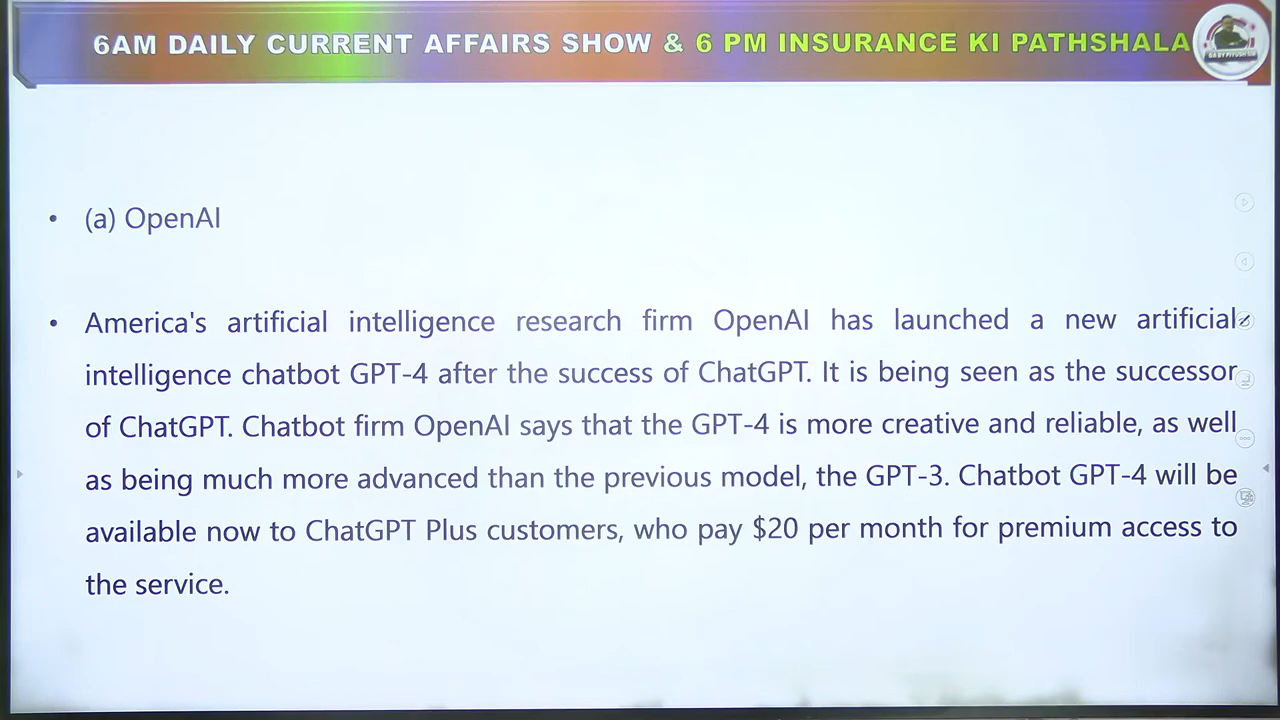 6AM DAILY CURRENT AFFAIRS SHOW & 6 PM INSURANCE KI PATHSHALA
• (a) OpenAI
• America's artificial intelligence research firm OpenAI has launched a new artificial
intelligence chatbot GPT-4 after the success of ChatGPT. It is being seen as the successor
of ChatGPT. Chatbot firm OpenAI says that the GPT-4 is more creative and reliable, as well
as being much more advanced than the previous model, the GPT-3. Chatbot GPT-4 will be
available now to ChatGPT Plus customers, who pay $20 per month for premium access to
the service.